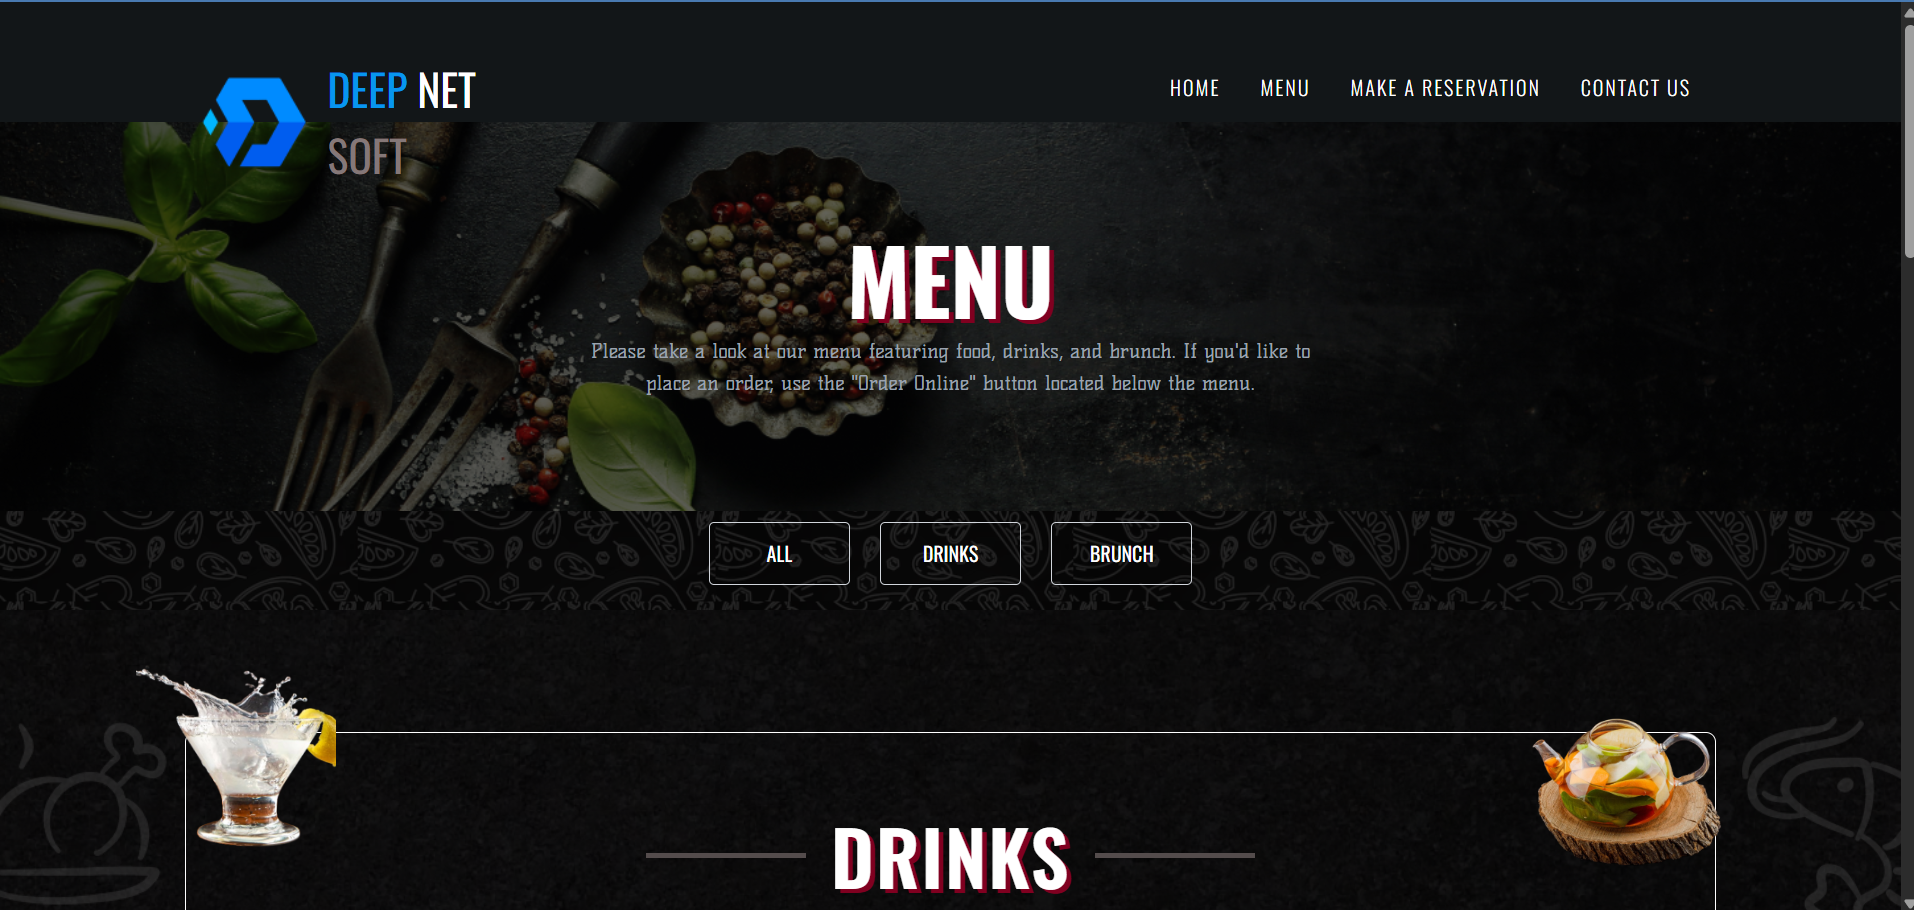 DEEP NET
SOFT
HOME
MENU
MAKE A RESERVATION
CONTACT US
MENU
Please take a look at our menu featuring food, drinks, and brunch. If you'd like to
place an order, use the "Order Online" button located below the menu.
ALL
DRINKS
BRUNCH
DRINKS